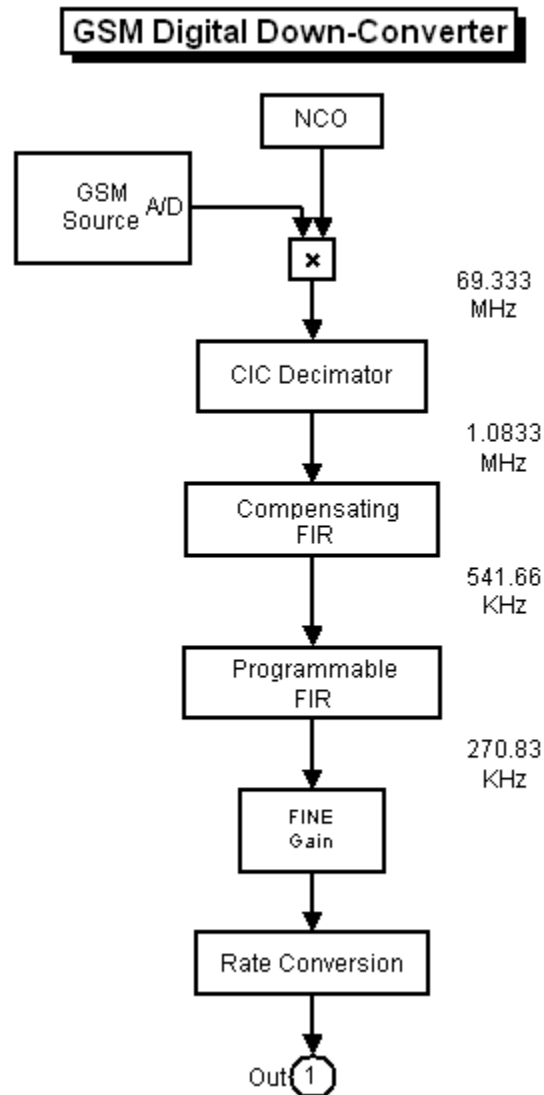 GSM Digital Down-Converter
NCO
GSM
Source
A/D
×
69.333
MHz
CIC Decimator
1.0833
MHz
Compensating
FIR
541.66
KHz
Programmable
FIR
270.83
KHz
FINE
Gain
Rate Conversion
Out 1